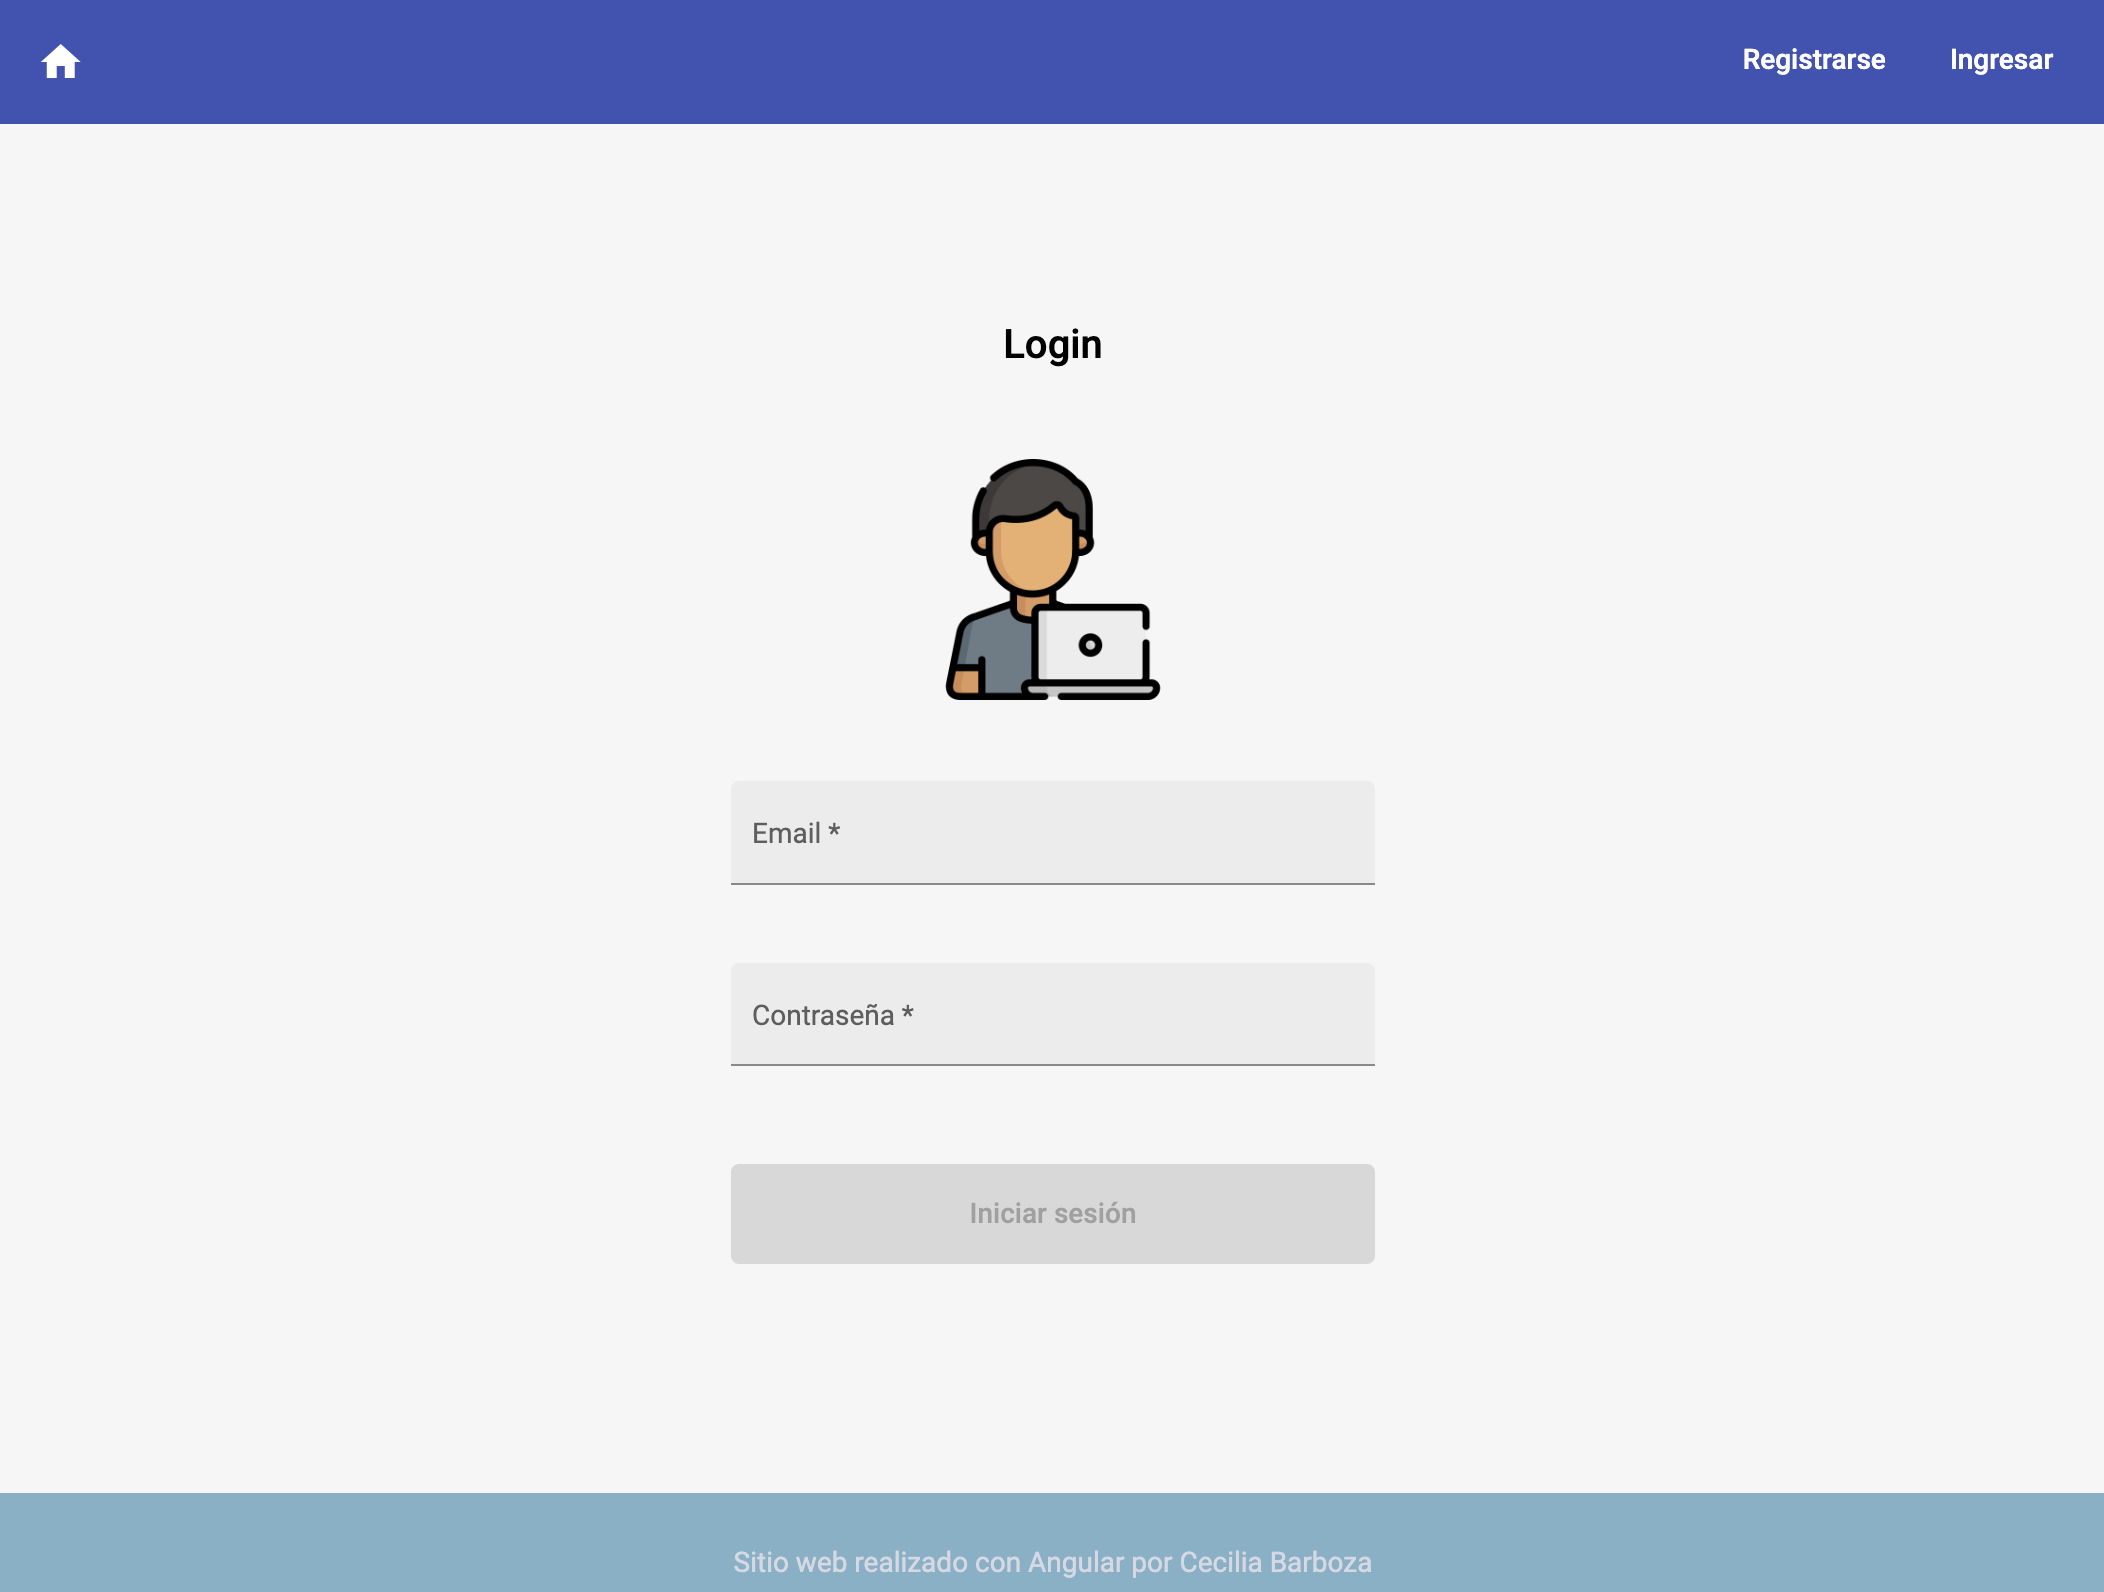 Registrarse Ingresar
Login
Email *
Contraseña *
Iniciar sesión
Sitio web realizado con Angular por Cecilia Barboza